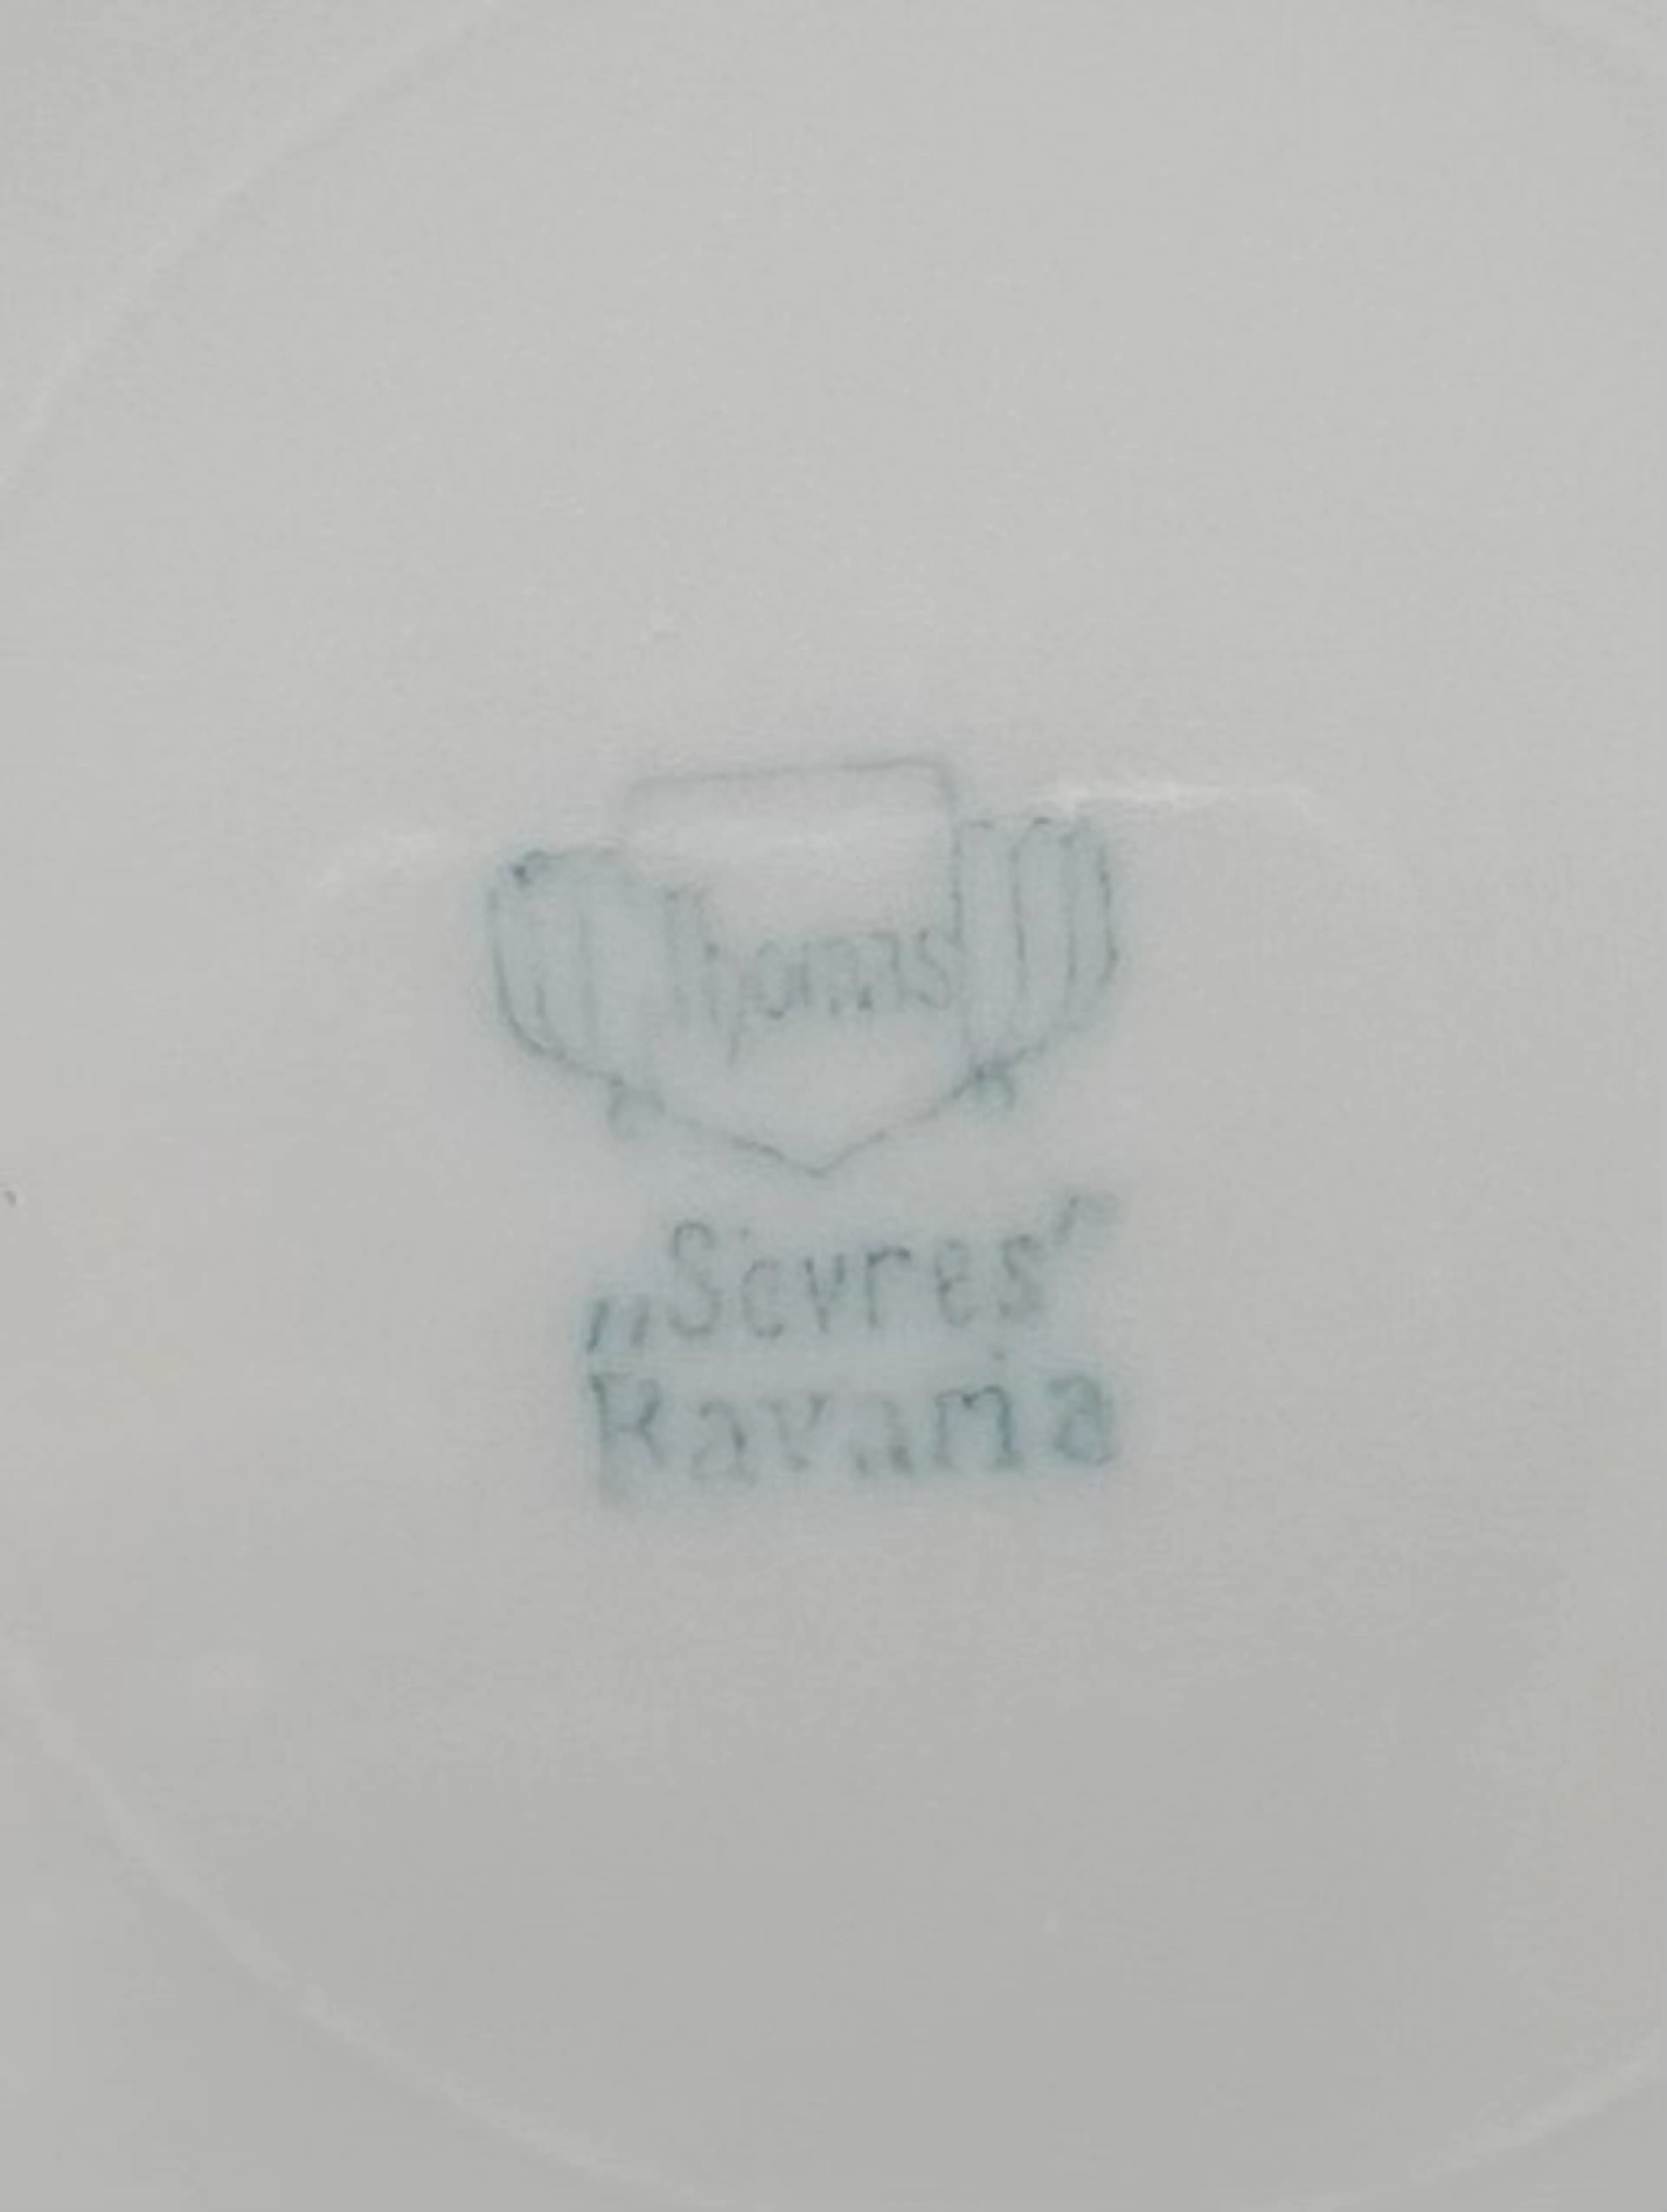 Thomas
„Sèvres“
Bavaria